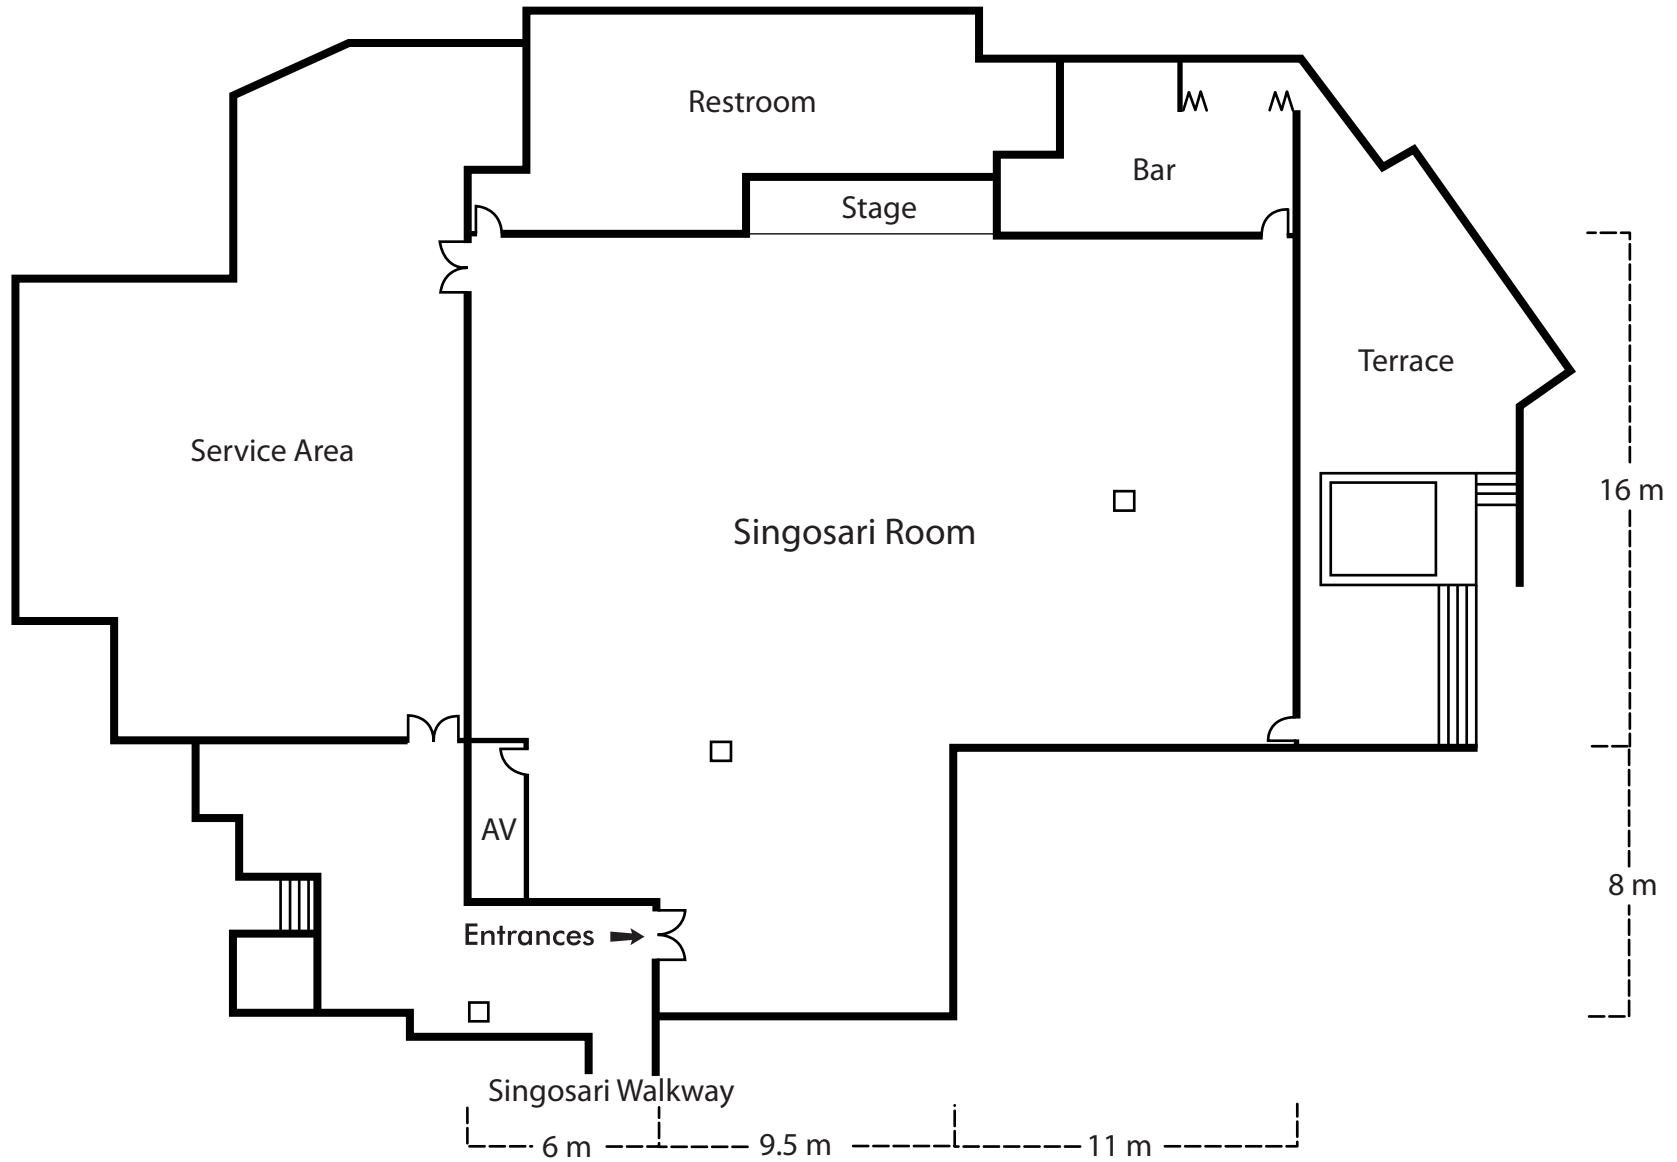 Restroom
Bar
Stage
Terrace
Service Area
16 m
Singosari Room
AV
8 m
Entrances
Singosari Walkway
6 m
9.5 m
11 m